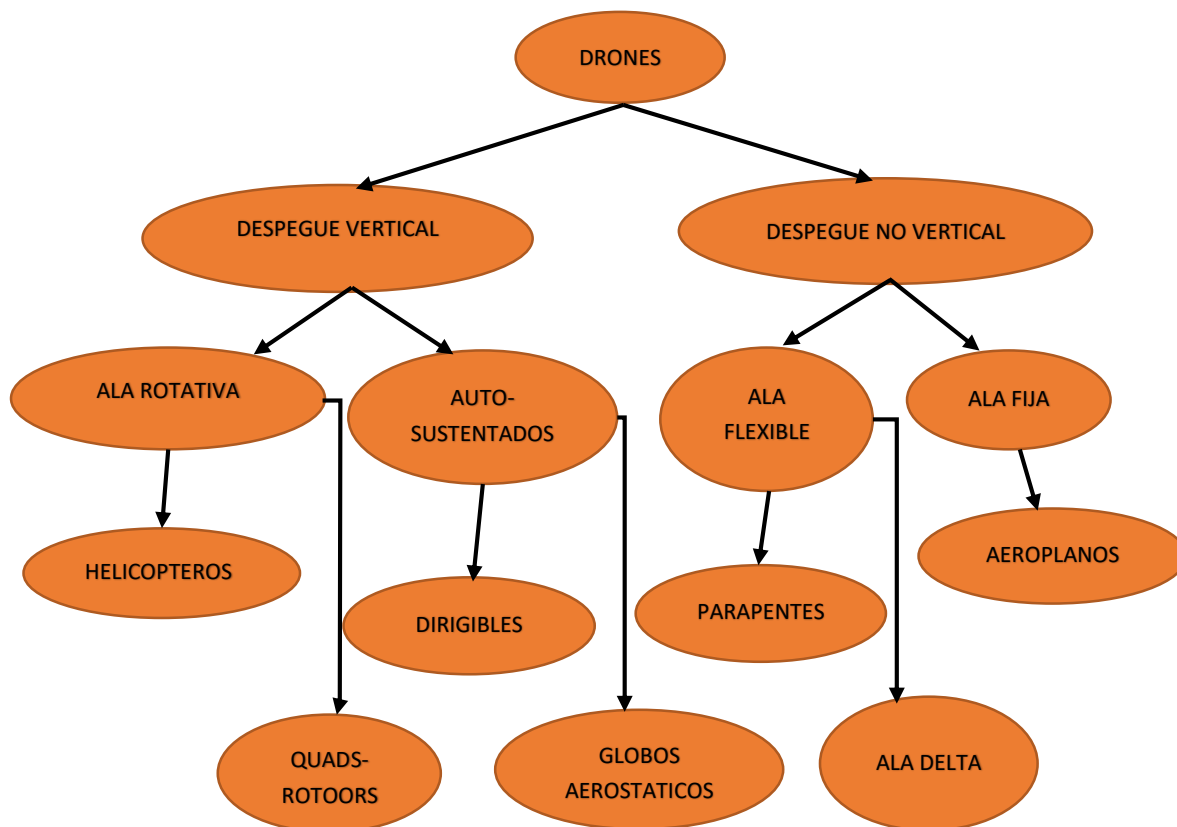 DRONES
DESPEGUE VERTICAL
DESPEGUE NO VERTICAL
ALA ROTATIVA
AUTO-
SUSTENTADOS
ALA
FLEXIBLE
ALA FIJA
HELICOPTEROS
DIRIGIBLES
PARAPENTES
AEROPLANOS
QUADS-
ROTOORS
GLOBOS
AEROSTATICOS
ALA DELTA